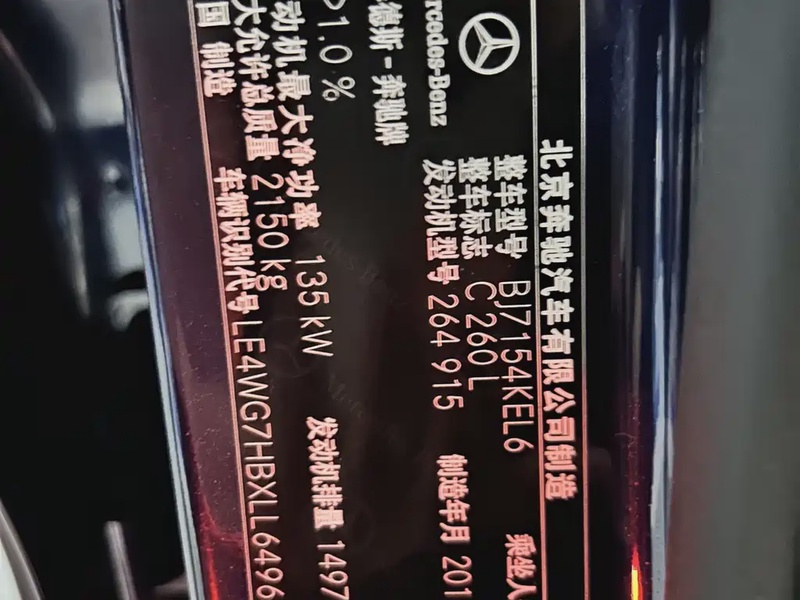 北京奔驰汽车有限公司制造
整车型号 BJ7154KEL6 乘坐人
整车标志 C 260 L
发动机型号 264 915 制造年月 201
rcedes-Benz
德斯-奔驰牌
1.0 %
动机最大净功率 135 kW 发动机排量 1497
大允许总质量 2150 kg
国 制造 车辆识别代号 LE4WG7HBXLL6496